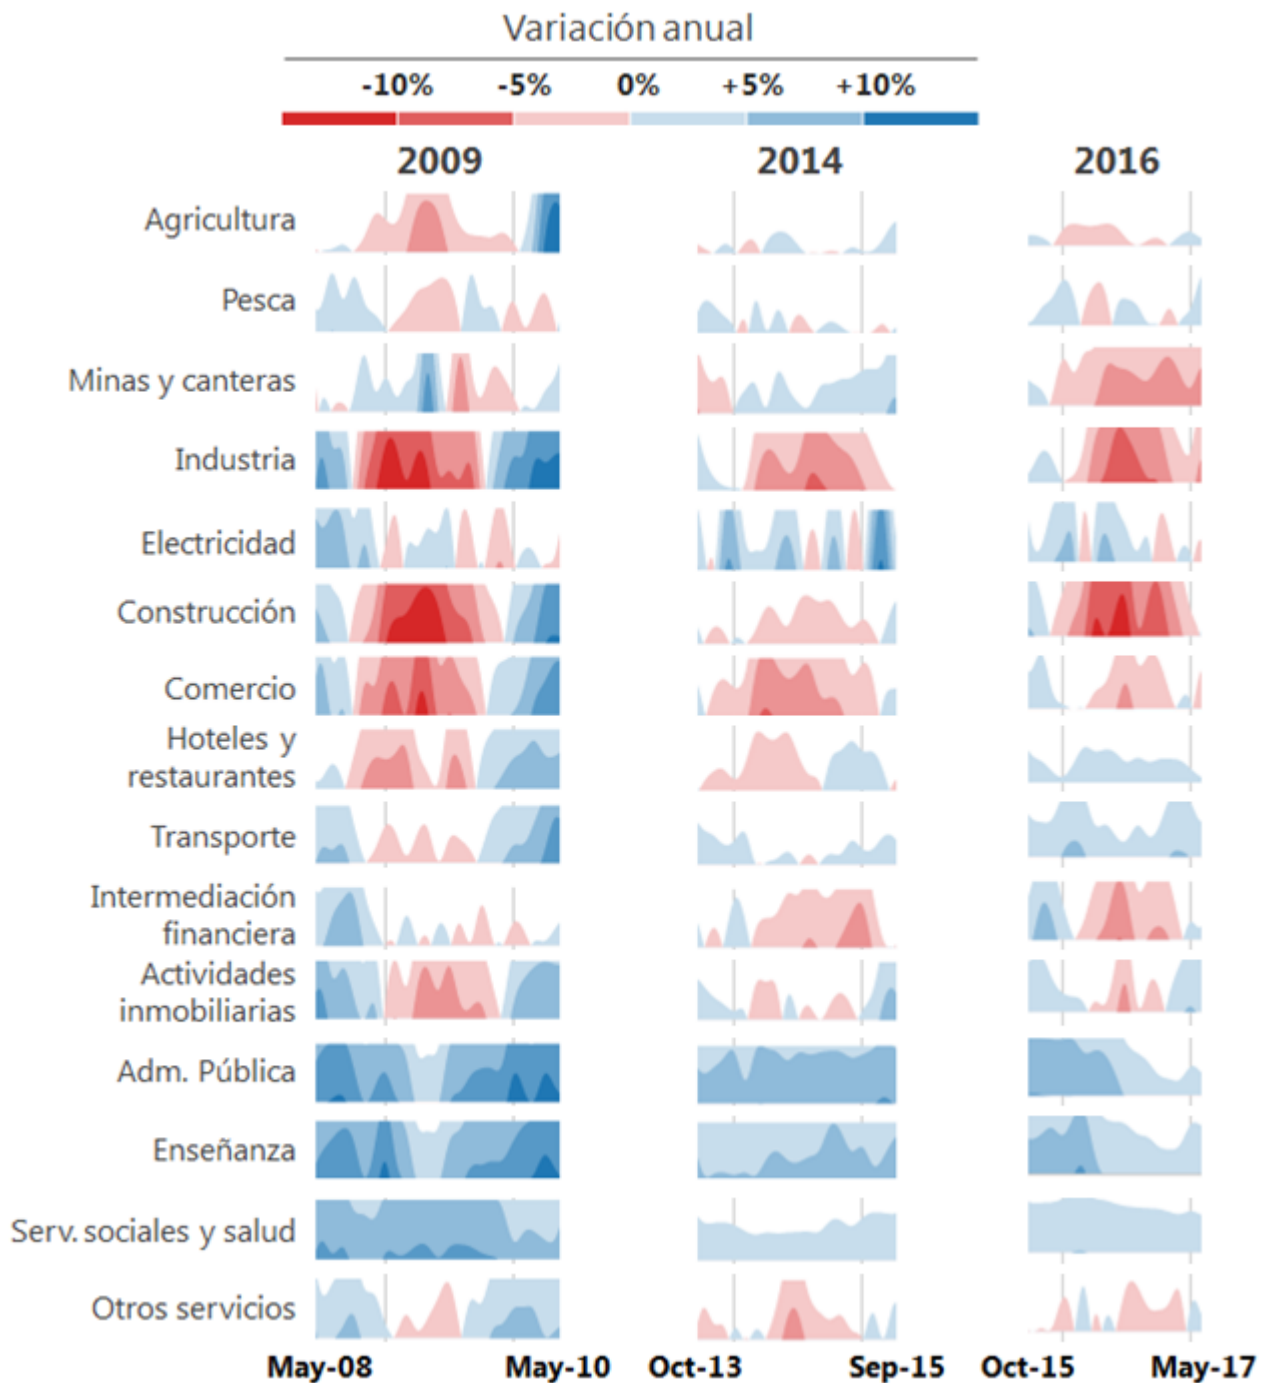 Variación anual
-10% -5% 0% +5% +10%
2009 2014 2016
Agricultura
Pesca
Minas y canteras
Industria
Electricidad
Construcción
Comercio
Hoteles y
restaurantes
Transporte
Intermediación
financiera
Actividades
inmobiliarias
Adm. Pública
Enseñanza
Serv. sociales y salud
Otros servicios
May-08 May-10 Oct-13 Sep-15 Oct-15 May-17